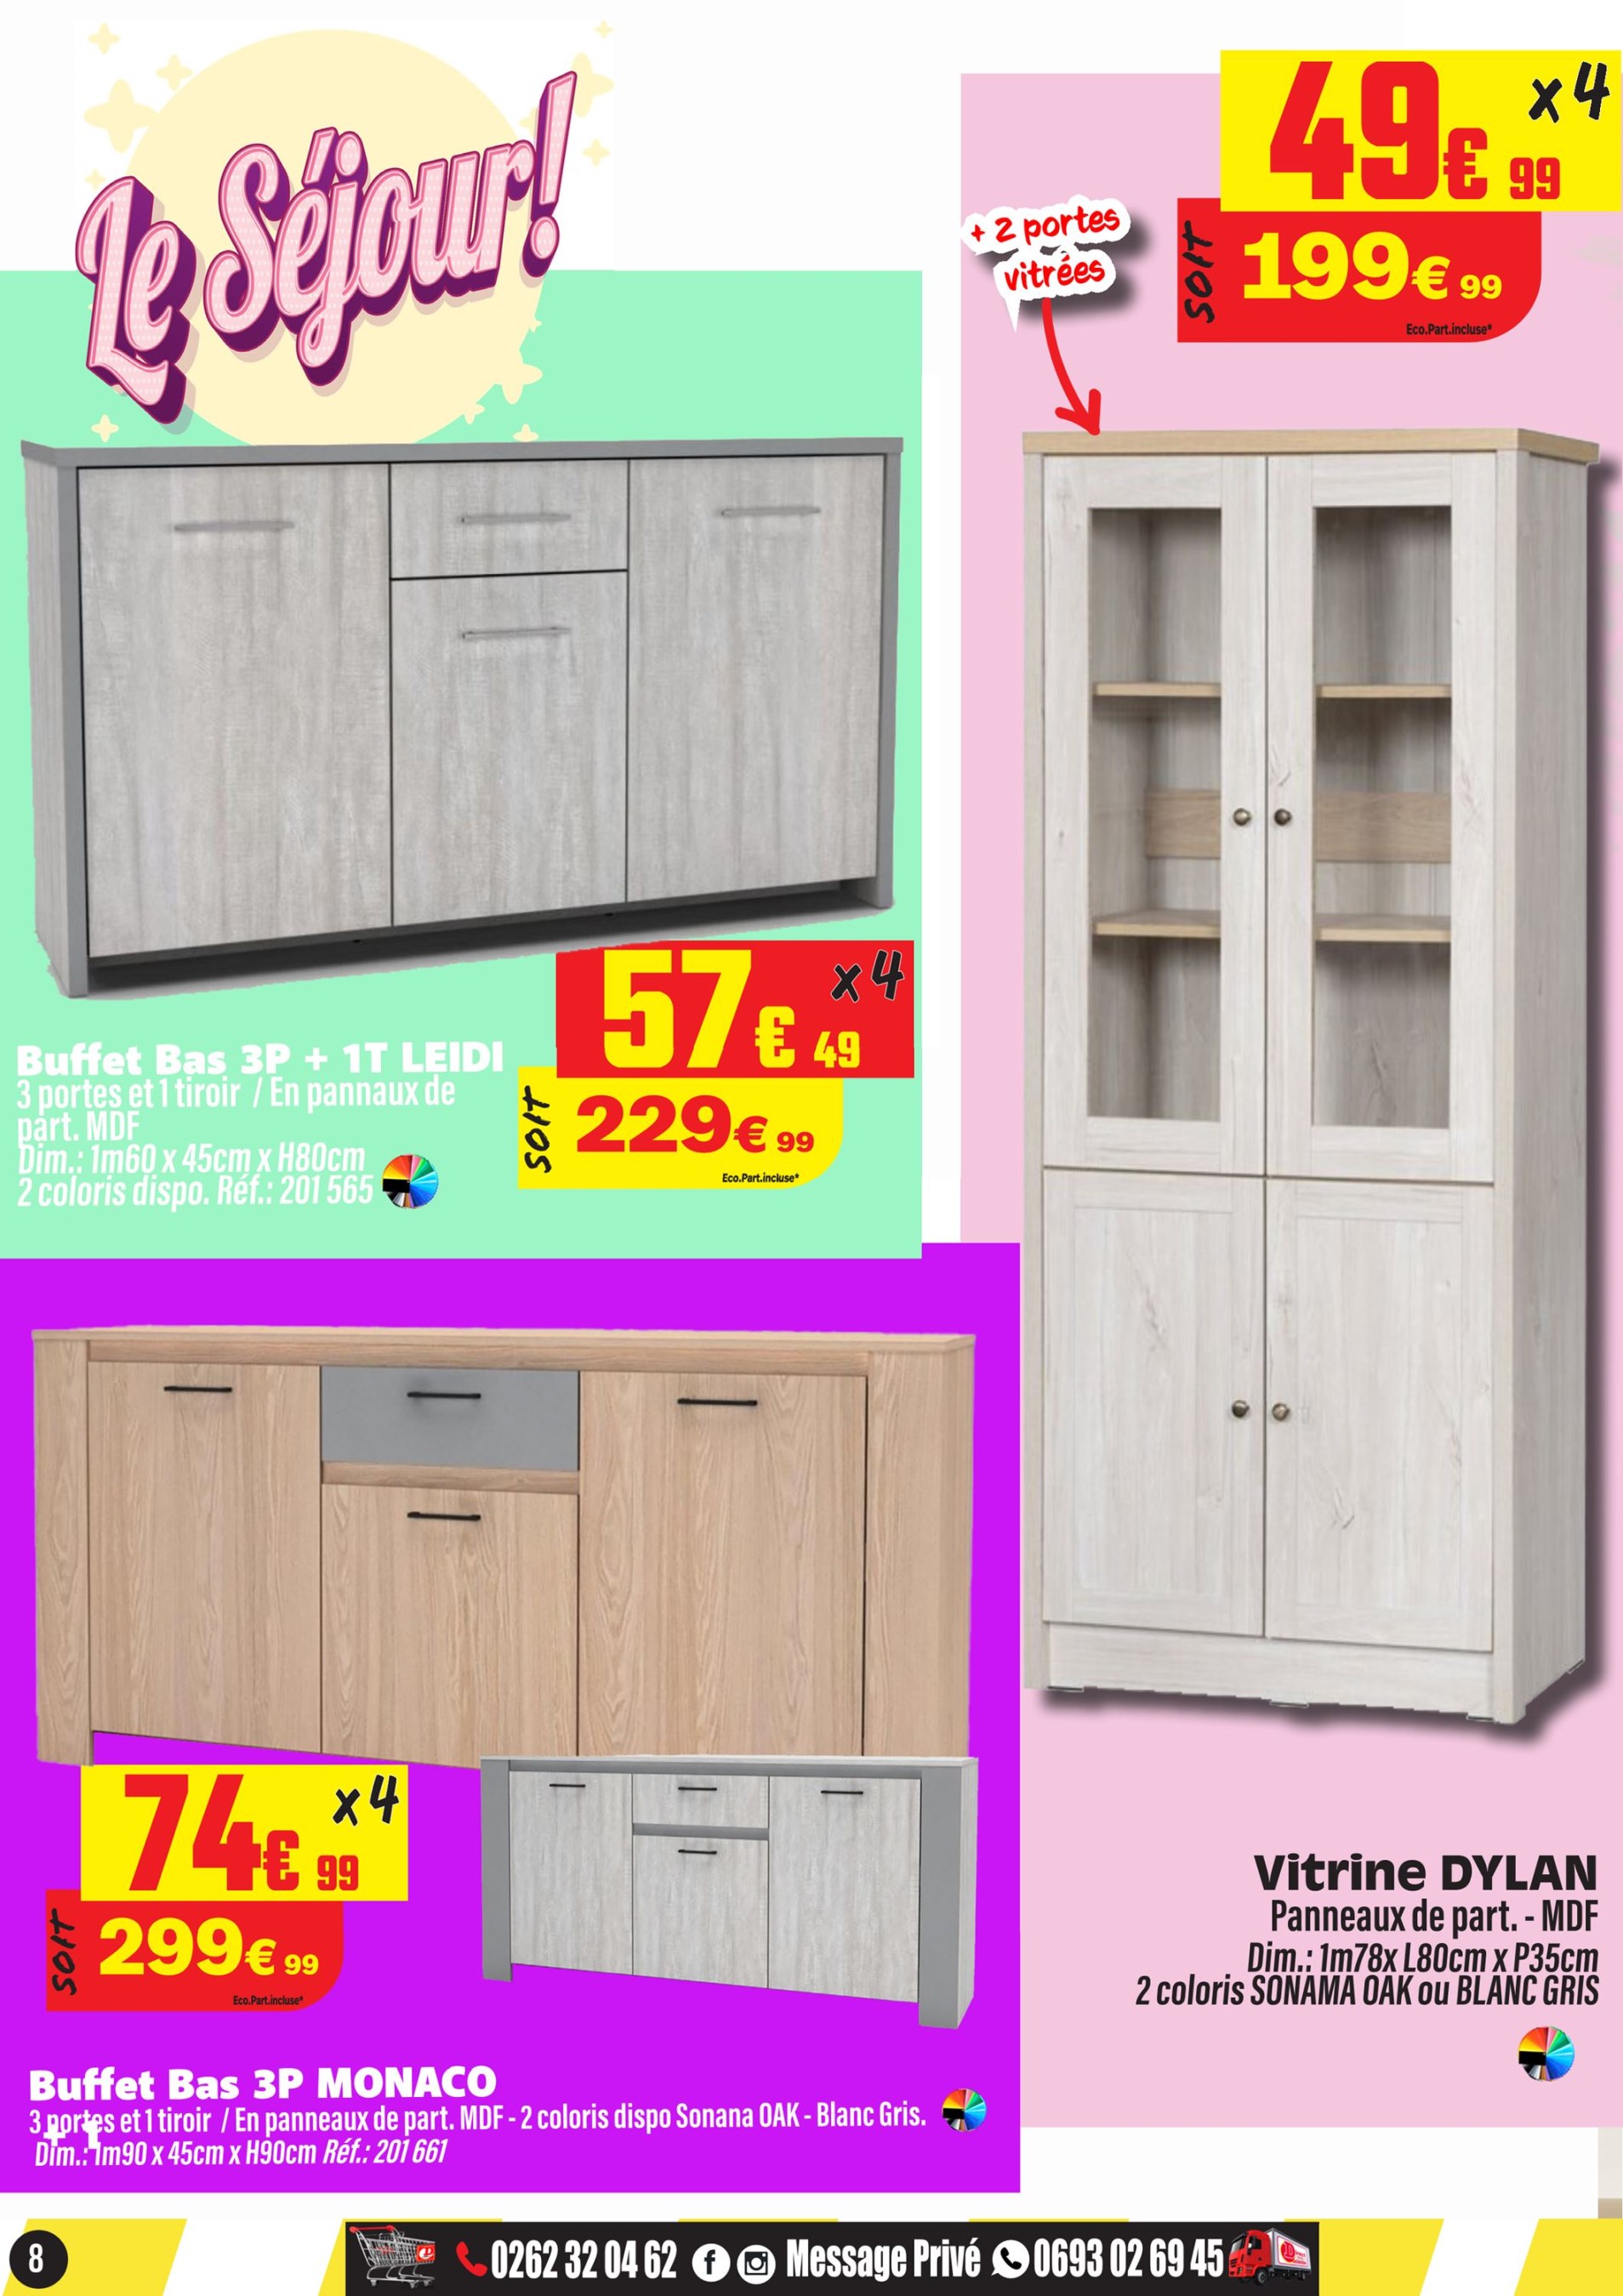 Le Séjour!
49€99 x4
SOIT 199€99
Eco.Part.incluse*
+ 2 portes
vitrées
57€49 x4
SOIT 229€99
Eco.Part.incluse*
Buffet Bas 3P + 1T LEIDI
3 portes et 1 tiroir / En pannaux de
part. MDF
Dim.: 1m60 x 45cm x H80cm
2 coloris dispo. Réf.: 201 565
74€99 x4
SOIT 299€99
Eco.Part.incluse*
Buffet Bas 3P MONACO
3 portes et 1 tiroir / En panneaux de part. MDF - 2 coloris dispo Sonana OAK - Blanc Gris.
+ 1
Dim.: 1m90 x 45cm x H90cm Réf.: 201 661
Vitrine DYLAN
Panneaux de part. - MDF
Dim.: 1m78x L80cm x P35cm
2 coloris SONAMA OAK ou BLANC GRIS
8
0262 32 04 62 Message Privé 0693 02 69 45